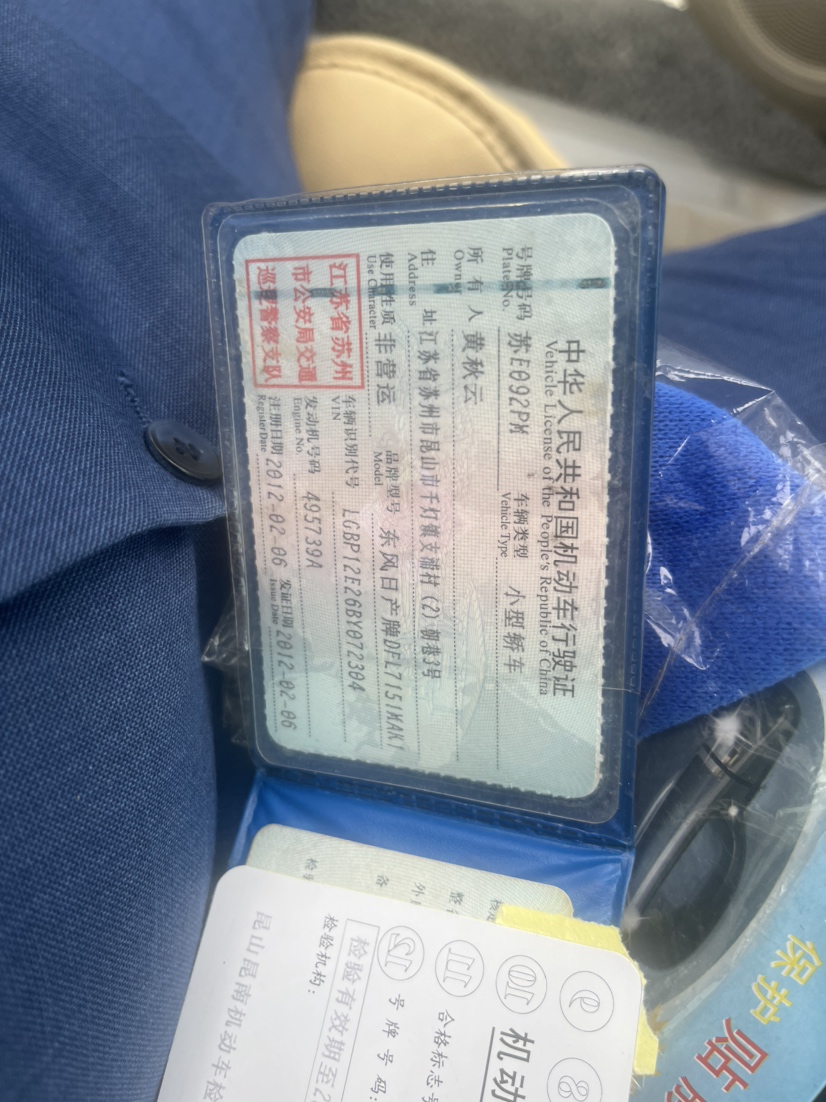 中华人民共和国机动车行驶证
Vehicle License of the People's Republic of China
号牌号码 苏E092PM 车辆类型 小型轿车
Plate No. Vehicle Type
所有人 黄秋云
Owner
住址 江苏省苏州市昆山市千灯镇支浦村(2)朝巷3号
Address
使用性质 非营运 品牌型号 东风日产牌DFL7151MAK1
Use Character Model
江苏省苏州
市公安局交通
巡逻警察支队
车辆识别代号 LGBP12E26BY072304
VIN
发动机号码 495739A
Engine No.
注册日期 2012-02-06 发证日期 2012-02-06
Register Date Issue Date
机动
合格标志
号牌号码:
检验有效期至2
检验机构:
昆山昆南机动车检
保护
贴